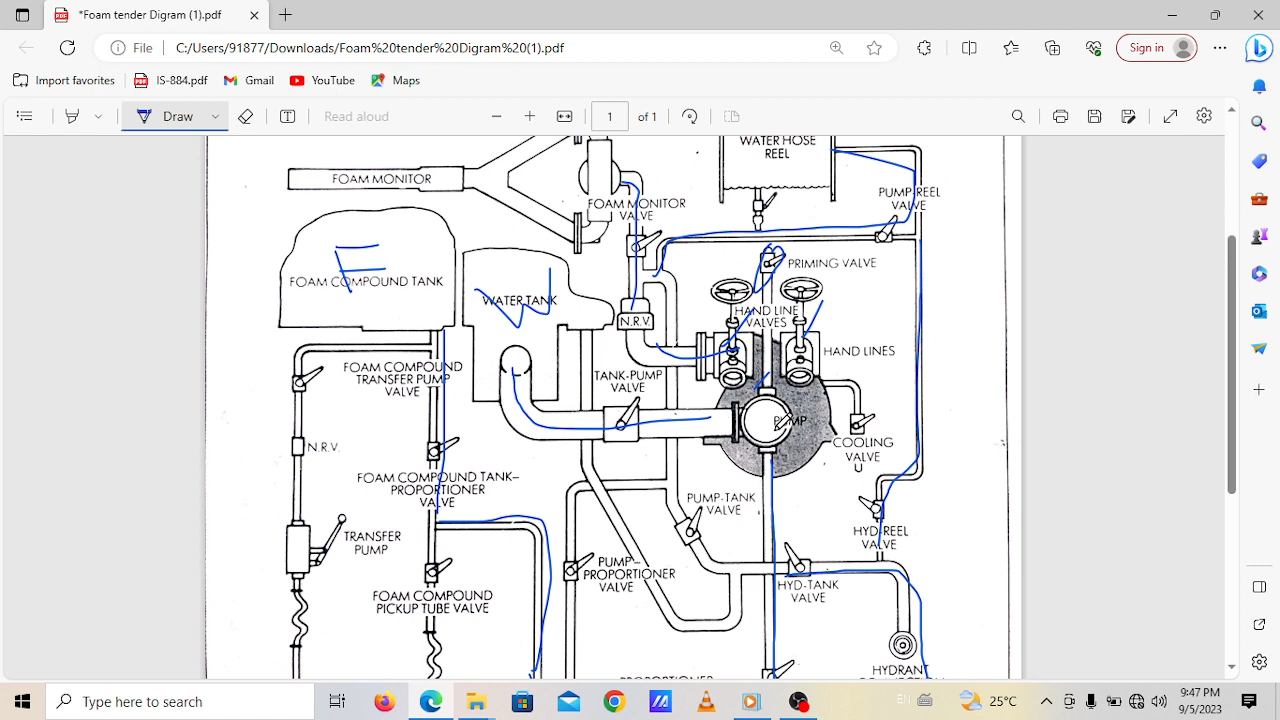 *Foam tender Digram (1).pdf
File
C:/Users/91877/Downloads/Foam%20tender%20Digram%20(1).pdf
Sign in
Import favorites
IS-884.pdf
Gmail
YouTube
Maps
Draw
Read aloud
1
of 1
WATER HOSE
REEL
FOAM MONITOR
PUMP-REEL
VALVE
FOAM MONITOR
VALVE
F
FOAM COMPOUND TANK
PRIMING VALVE
W
WATER TANK
HAND LINE
VALVES
N.R.V.
HAND LINES
FOAM COMPOUND
TRANSFER PUMP
VALVE
TANK-PUMP
VALVE
PUMP
COOLING
VALVE
U
N.R.V.
FOAM COMPOUND TANK–
PROPORTIONER
VALVE
PUMP-TANK
VALVE
TRANSFER
PUMP
HYD-REEL
VALVE
PUMP–
PROPORTIONER
VALVE
HYD-TANK
VALVE
FOAM COMPOUND
PICKUP TUBE VALVE
HYDRANT
PROPORTIONER
Type here to search
EN
25°C
9:47 PM
9/5/2023